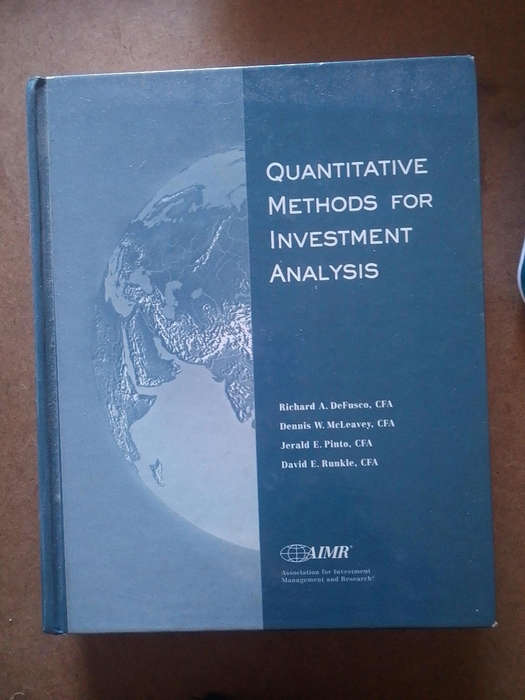 QUANTITATIVE
METHODS FOR
INVESTMENT
ANALYSIS
Richard A. DeFusco, CFA
Dennis W. McLeavey, CFA
Jerald E. Pinto, CFA
David E. Runkle, CFA
AIMR®
Association for Investment
Management and Research®